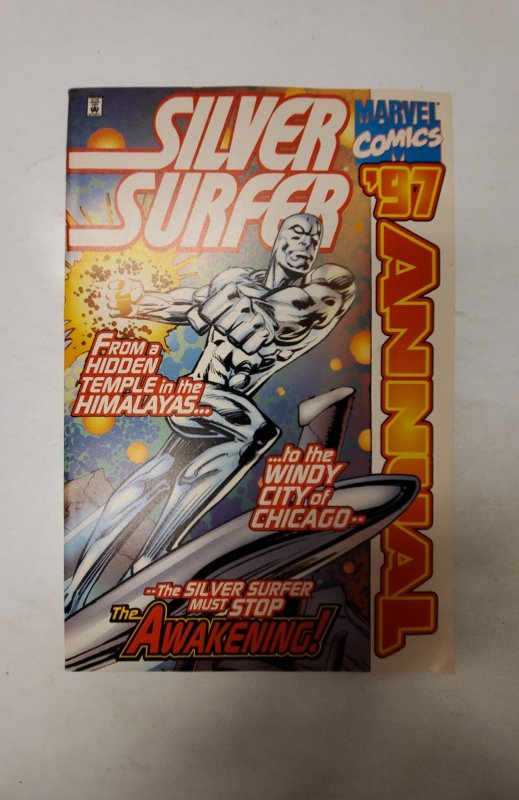 SILVER
SURFER
MARVEL
COMICS
'97 ANNUAL
FROM a
HIDDEN
TEMPLE in the
HIMALAYAS...
...to the
WINDY
CITY of
CHICAGO--
--The SILVER SURFER
MUST STOP
The AWAKENING!